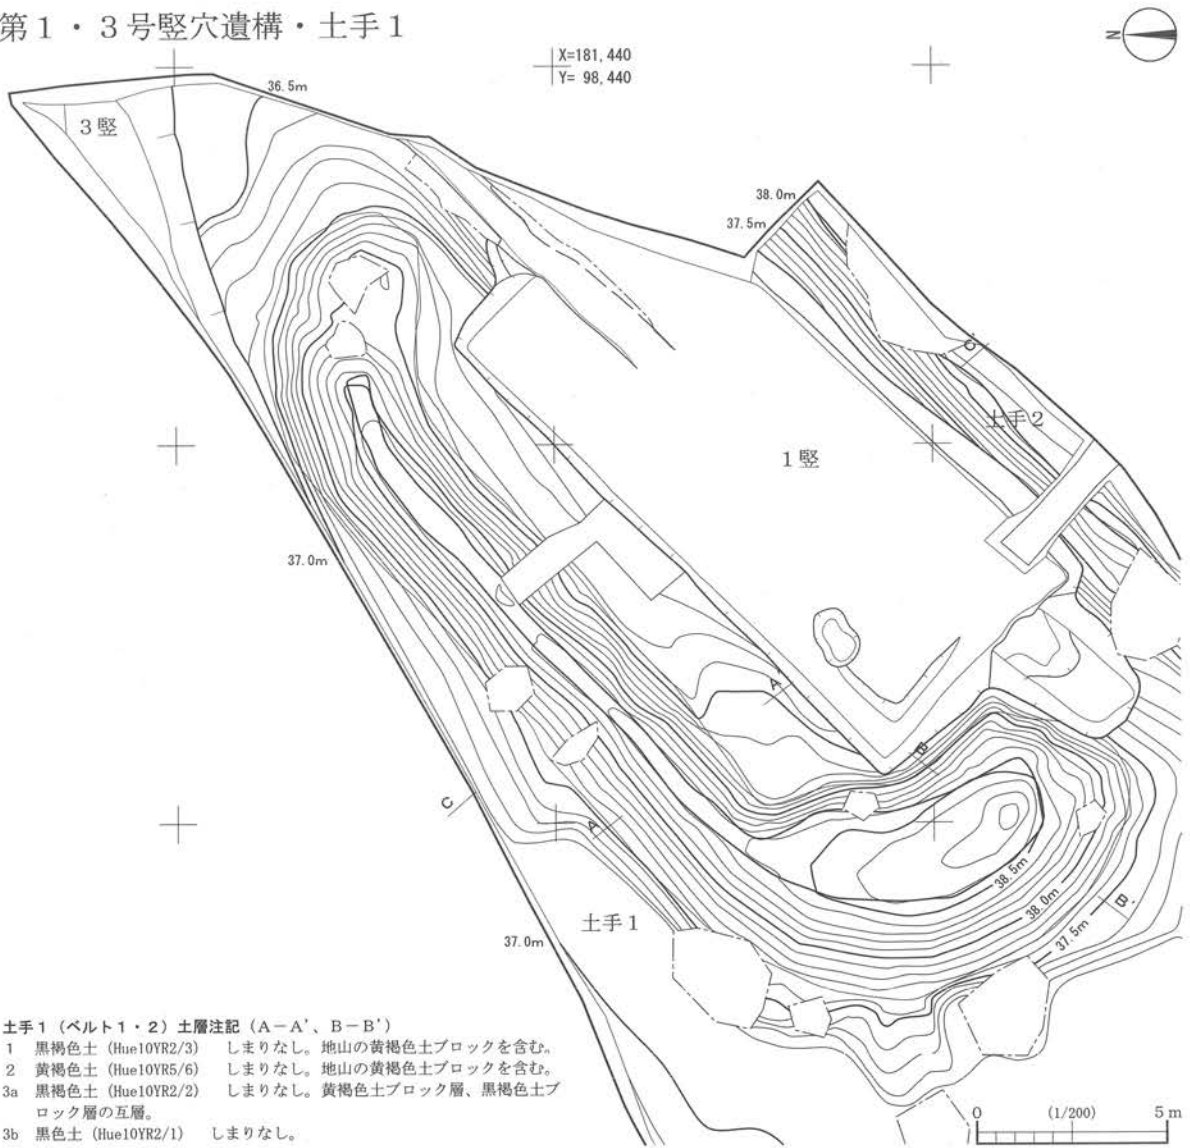 第1・3号竪穴遺構・土手1
N
X=181,440
Y= 98,440
36.5m
3竪
38.0m
37.5m
C'
土手2
1竪
37.0m
A'
B
C
A
38.5m
38.0m
B'
37.5m
土手1
37.0m
土手1(ベルト1・2)土層注記(A-A'、B-B')
1 黒褐色土(Hue10YR2/3) しまりなし。地山の黄褐色土ブロックを含む。
2 黄褐色土(Hue10YR5/6) しまりなし。地山の黄褐色土ブロックを含む。
3a 黒褐色土(Hue10YR2/2) しまりなし。黄褐色土ブロック層、黒褐色土ブ
ロック層の互層。
3b 黒色土(Hue10YR2/1) しまりなし。
0 (1/200) 5m